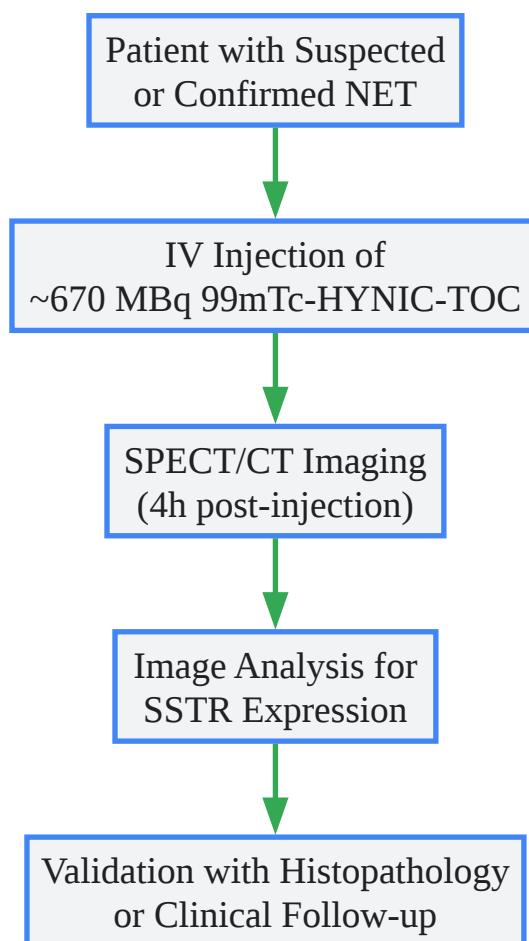 Patient with Suspected
or Confirmed NET
IV Injection of
~670 MBq 99mTc-HYNIC-TOC
SPECT/CT Imaging
(4h post-injection)
Image Analysis for
SSTR Expression
Validation with Histopathology
or Clinical Follow-up